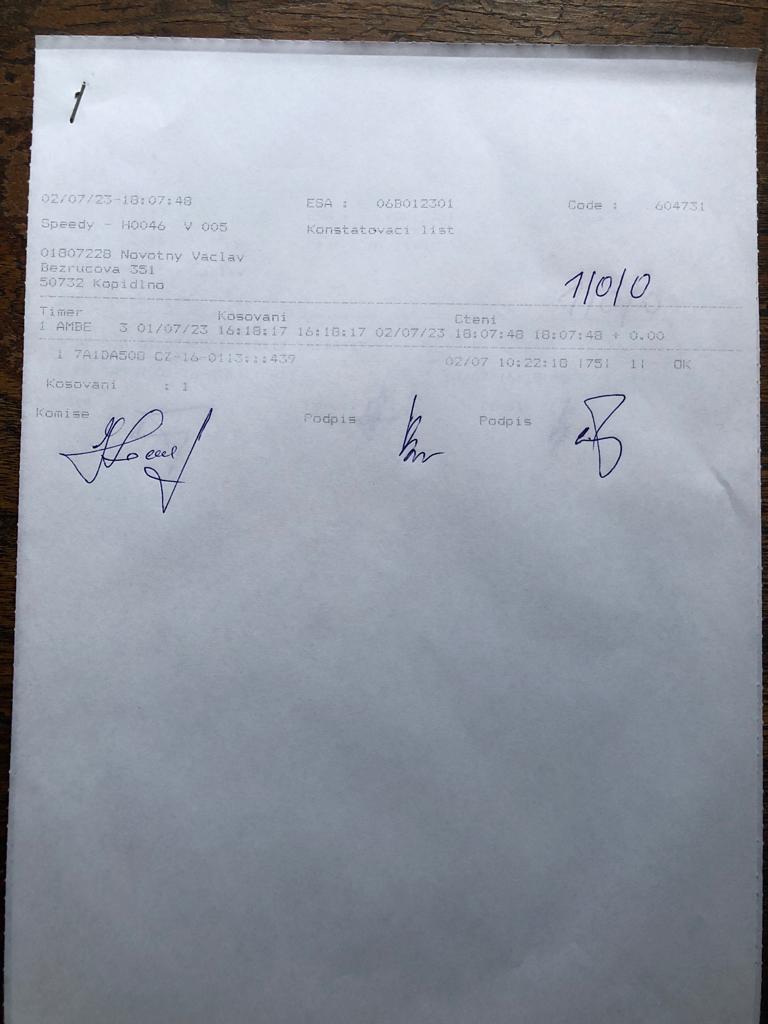 02/07/23-18:07:48 ESA : 06B012301 Code : 604731
Speedy - H0046 V 005 Konstatovaci list
01807228 Novotny Vaclav
Bezrucova 351
50732 Kopidlno
1/0/0
Timer Kosovani Cteni
1 AMBE 3 01/07/23 16:18:17 16:18:17 02/07/23 18:07:48 18:07:48 + 0.00
1 7A1DA508 CZ-16-0113:::439 02/07 10:22:18 [75] 1] OK
Kosovani : 1
Komise Podpis Podpis